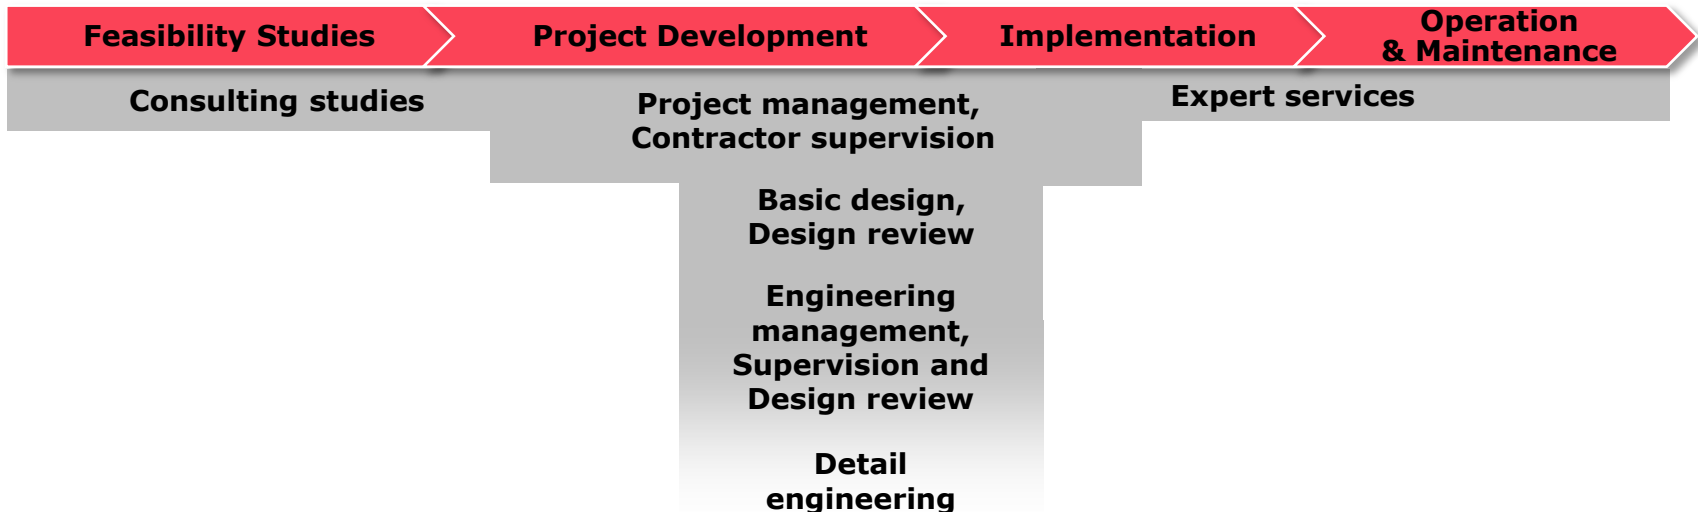 Feasibility Studies
Project Development
Implementation
Operation
& Maintenance
Consulting studies
Project management,
Contractor supervision
Expert services
Basic design,
Design review
Engineering
management,
Supervision and
Design review
Detail
engineering